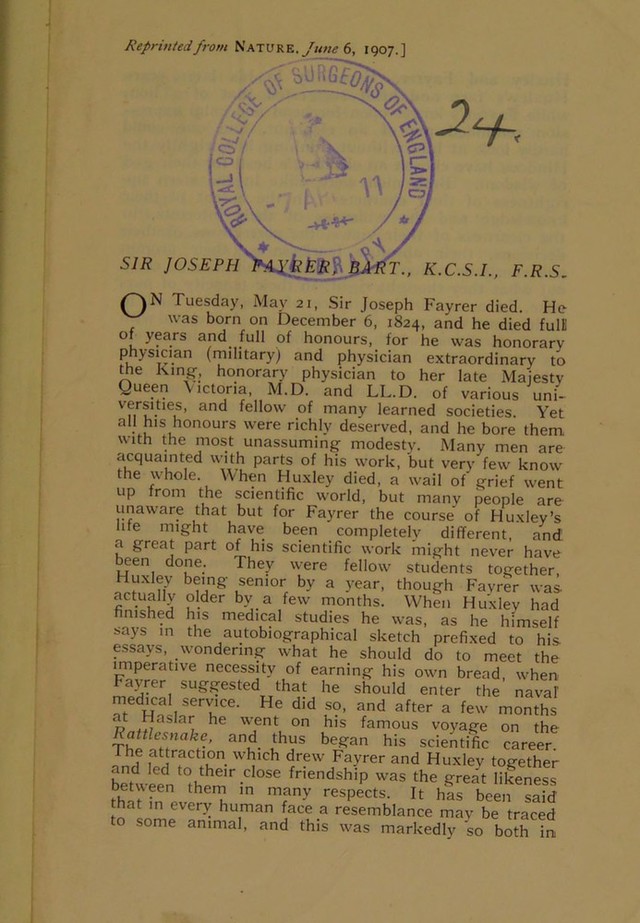 Reprinted from NATURE, June 6, 1907.]
ROYAL COLLEGE OF SURGEONS OF ENGLAND
24.
-7 AP 11
LIBRARY
SIR JOSEPH FAYRER, BART., K.C.S.I., F.R.S.
ON Tuesday, May 21, Sir Joseph Fayrer died. He
was born on December 6, 1824, and he died full
of years and full of honours, for he was honorary
physician (military) and physician extraordinary to
the King, honorary physician to her late Majesty
Queen Victoria, M.D. and LL.D. of various uni-
versities, and fellow of many learned societies. Yet
all his honours were richly deserved, and he bore them
with the most unassuming modesty. Many men are
acquainted with parts of his work, but very few know
the whole. When Huxley died, a wail of grief went
up from the scientific world, but many people are
unaware that but for Fayrer the course of Huxley's
life might have been completely different, and
a great part of his scientific work might never have
been done. They were fellow students together,
Huxley being senior by a year, though Fayrer was
actually older by a few months. When Huxley had
finished his medical studies he was, as he himself
says in the autobiographical sketch prefixed to his
essays, wondering what he should do to meet the
imperative necessity of earning his own bread, when
Fayrer suggested that he should enter the naval
medical service. He did so, and after a few months
at Haslar he went on his famous voyage on the
Rattlesnake, and thus began his scientific career.
The attraction which drew Fayrer and Huxley together
and led to their close friendship was the great likeness
between them in many respects. It has been said
that in every human face a resemblance may be traced
to some animal, and this was markedly so both in